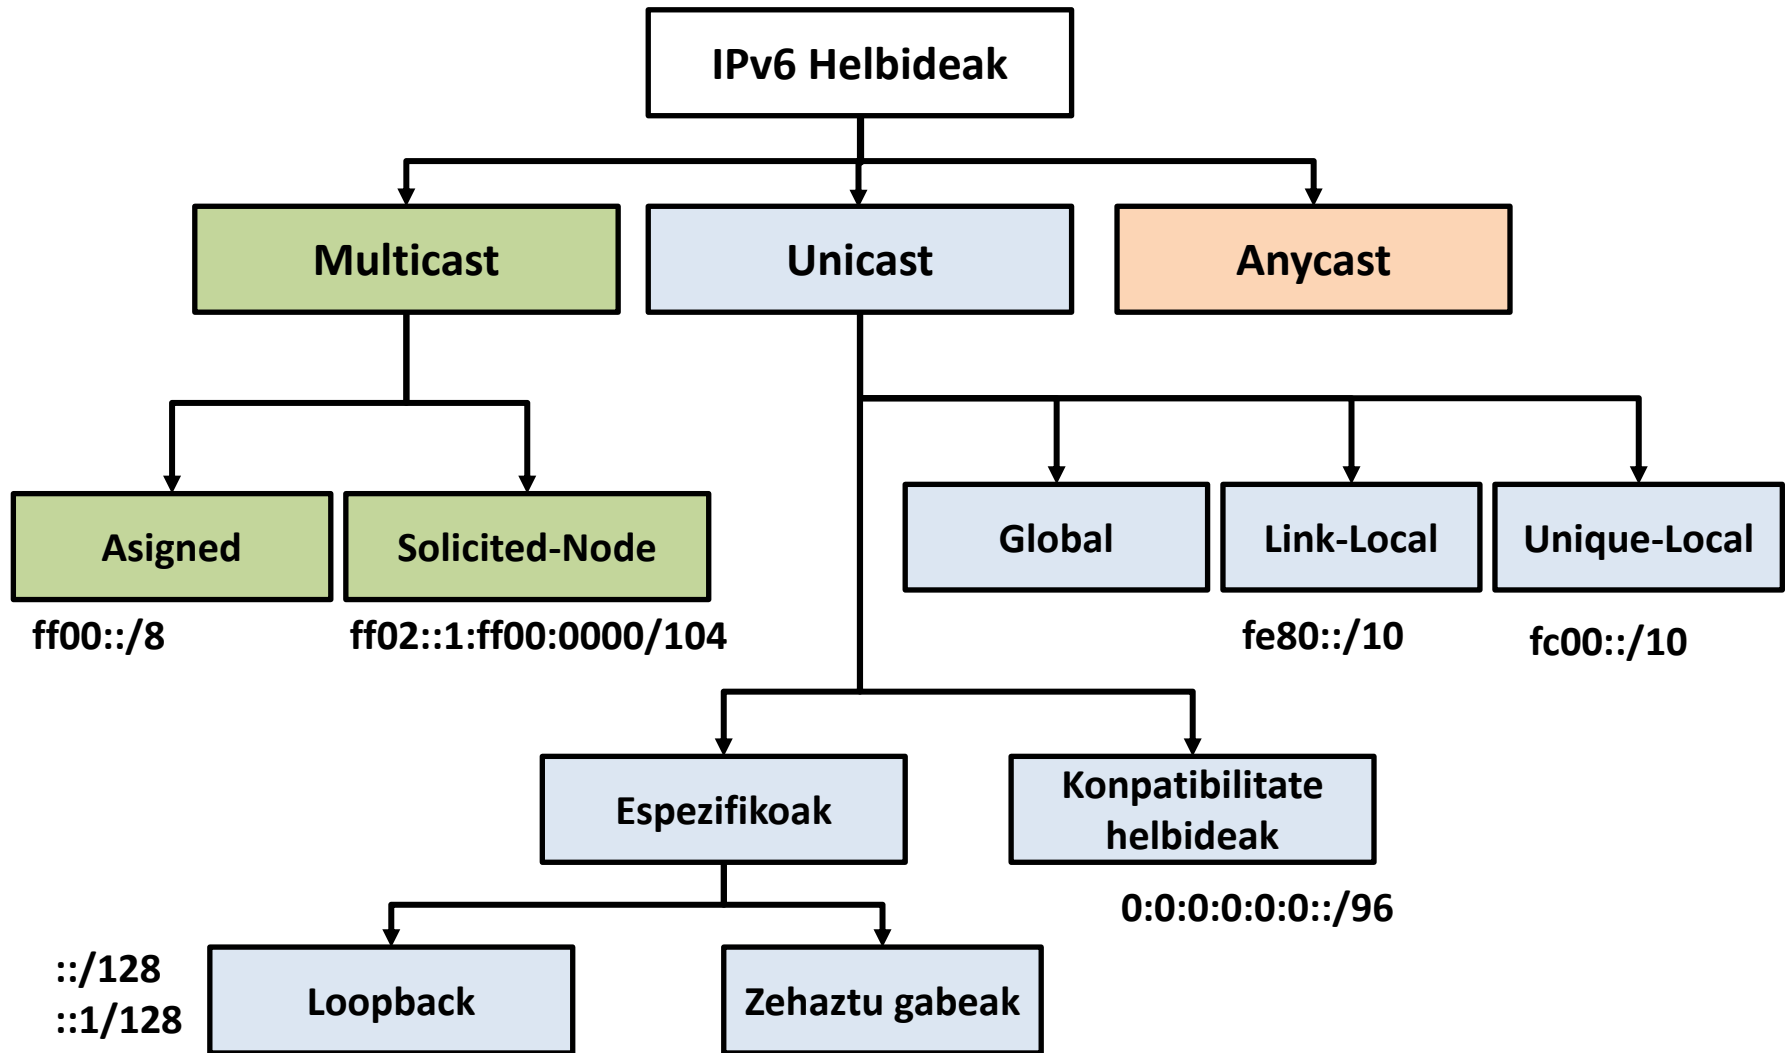 IPv6 Helbideak
Multicast
Unicast
Anycast
Asigned
Solicited-Node
Global
Link-Local
Unique-Local
ff00::/8
ff02::1:ff00:0000/104
fe80::/10
fc00::/10
Espezifikoak
Konpatibilitate
helbideak
0:0:0:0:0:0::/96
::/128
::1/128
Loopback
Zehaztu gabeak